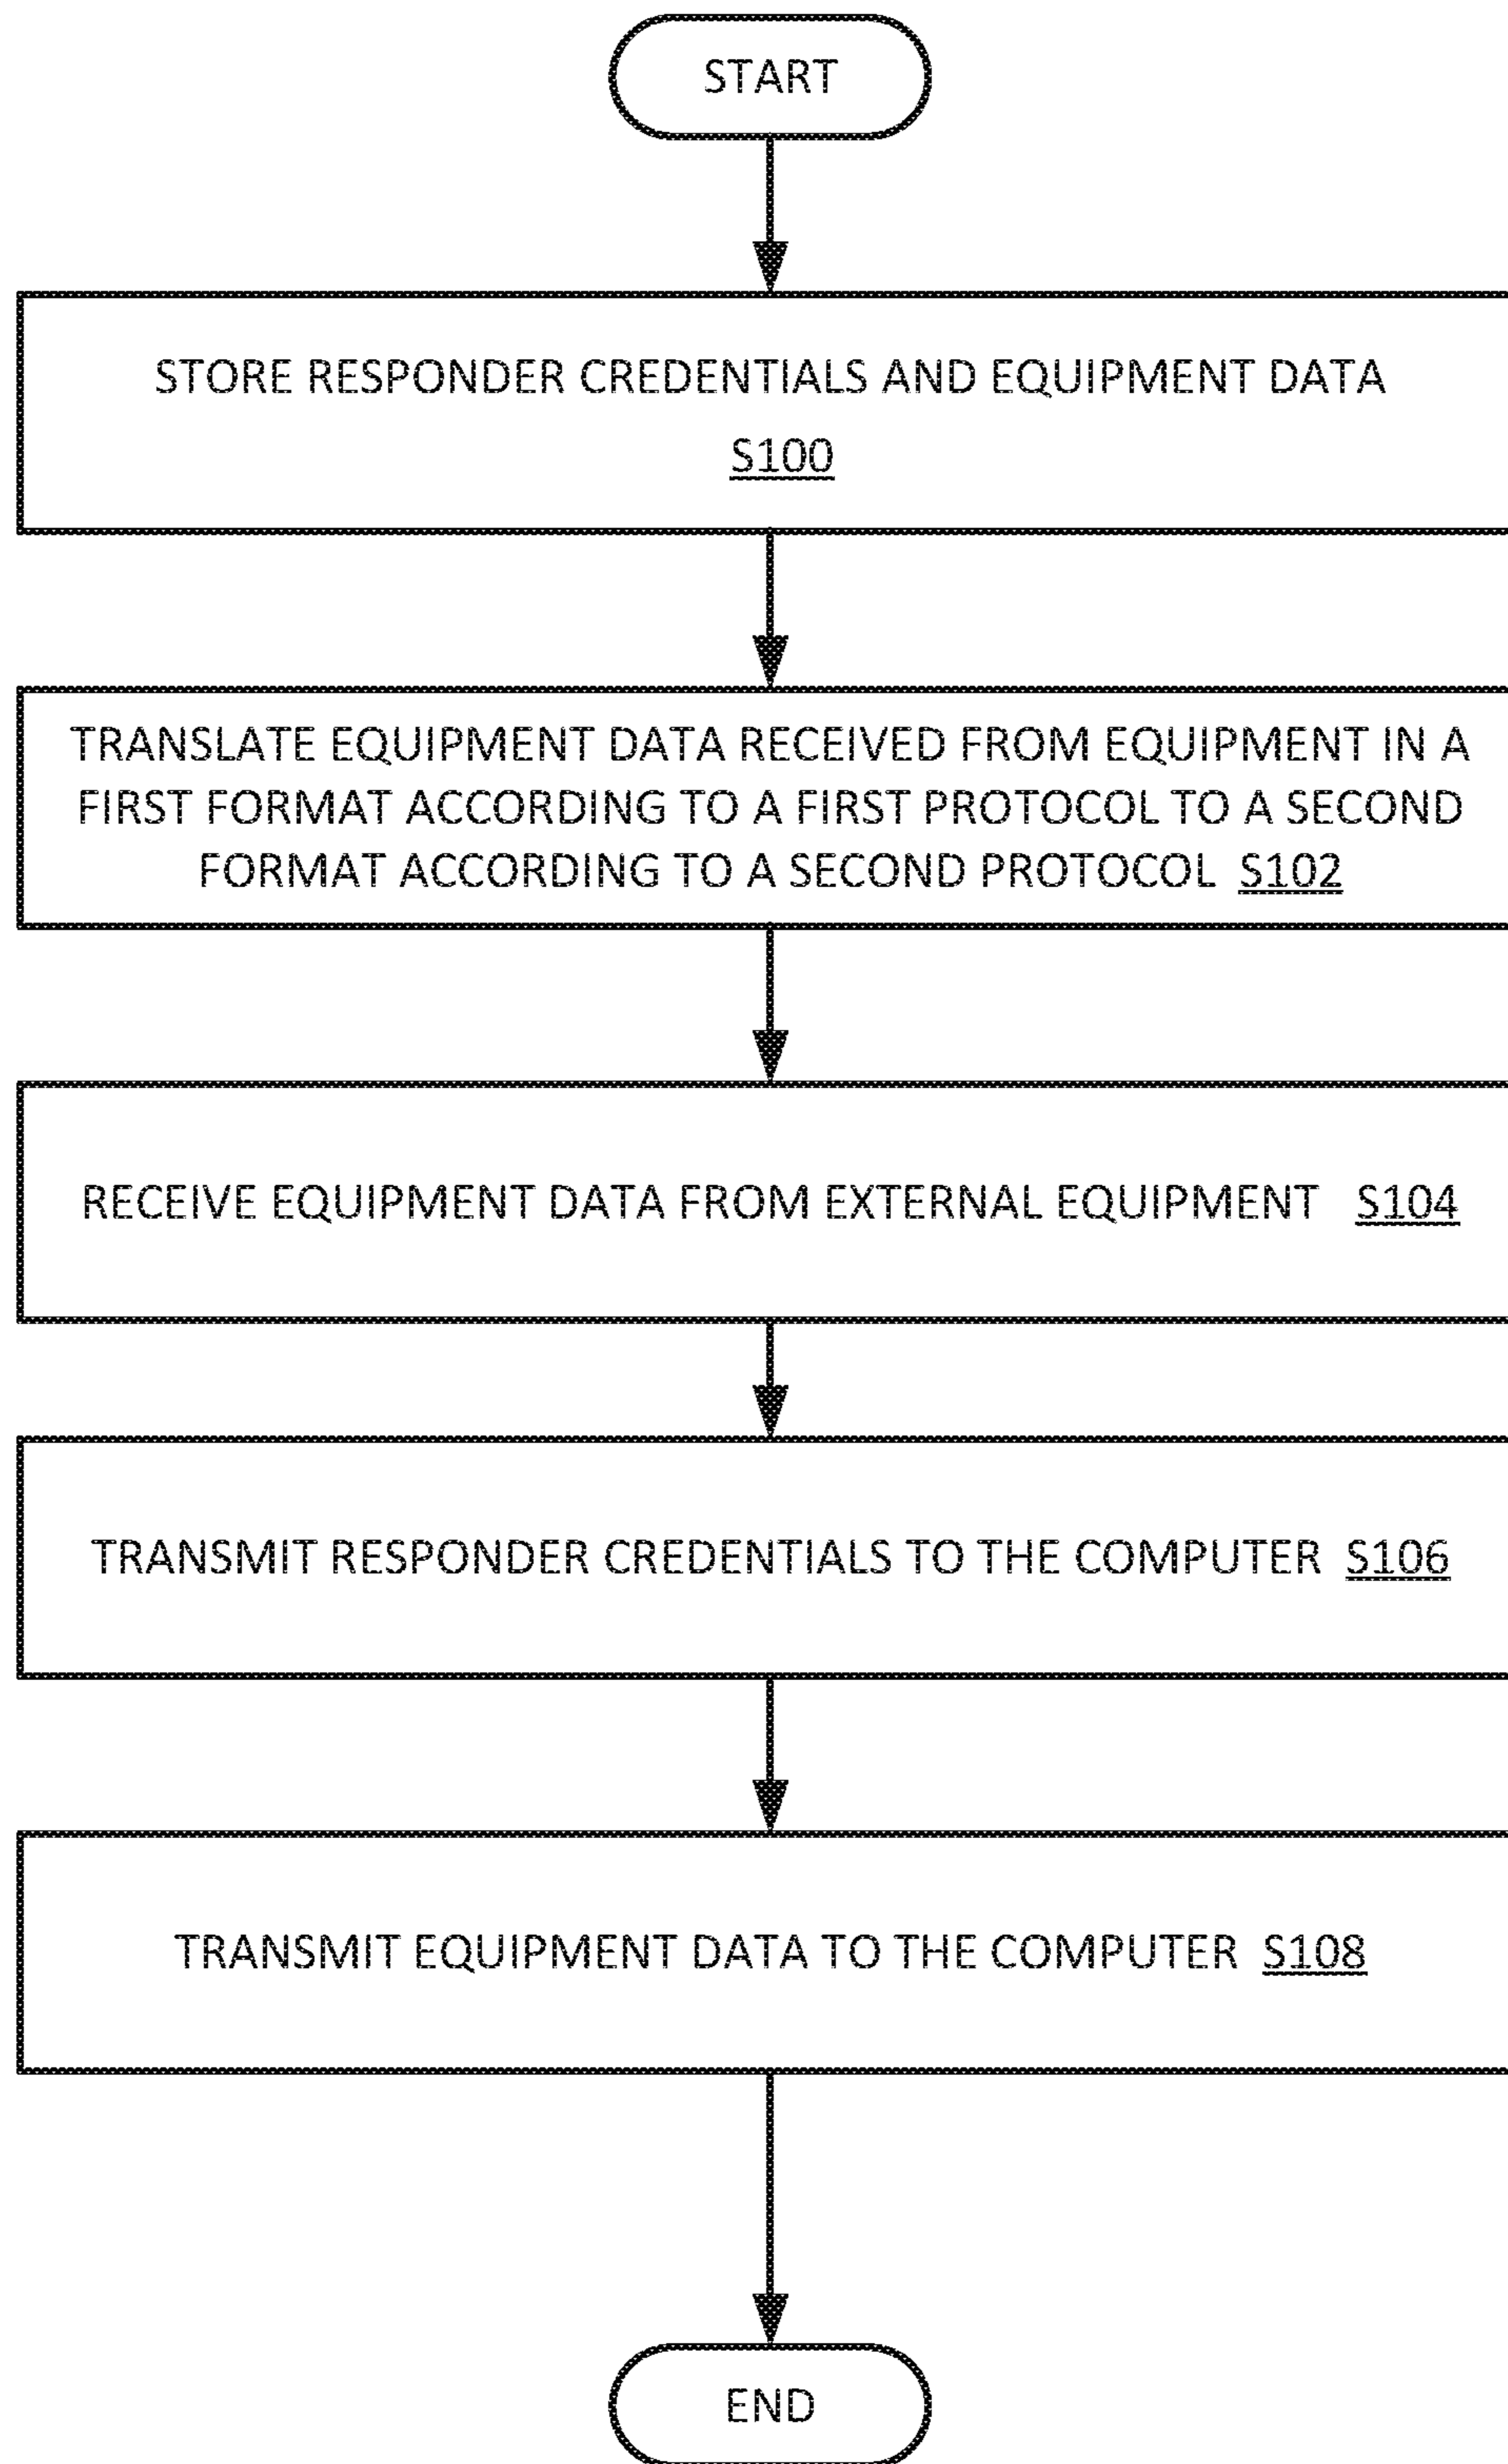 START
STORE RESPONDER CREDENTIALS AND EQUIPMENT DATA
S100
TRANSLATE EQUIPMENT DATA RECEIVED FROM EQUIPMENT IN A
FIRST FORMAT ACCORDING TO A FIRST PROTOCOL TO A SECOND
FORMAT ACCORDING TO A SECOND PROTOCOL S102
RECEIVE EQUIPMENT DATA FROM EXTERNAL EQUIPMENT S104
TRANSMIT RESPONDER CREDENTIALS TO THE COMPUTER S106
TRANSMIT EQUIPMENT DATA TO THE COMPUTER S108
END